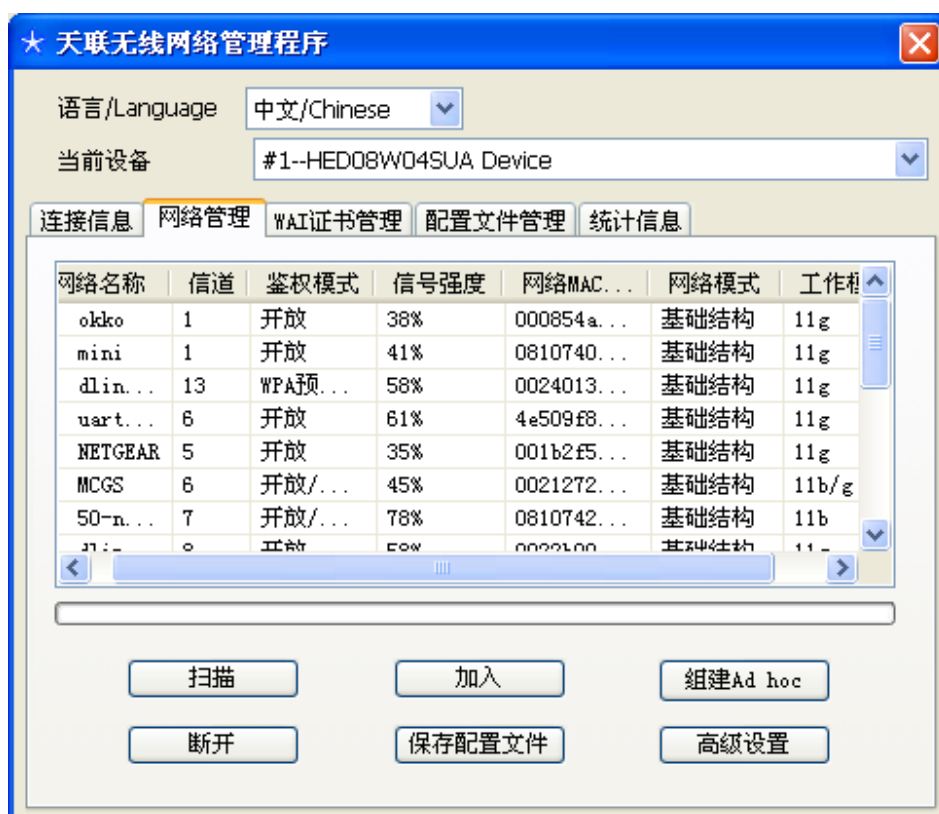 天联无线网络管理程序
语言/Language 中文/Chinese
当前设备 #1--HED08W04SUA Device
连接信息 网络管理 WAI证书管理 配置文件管理 统计信息
网络名称 信道 鉴权模式 信号强度 网络MAC... 网络模式 工作
okko 1 开放 38% 000854a... 基础结构 11g
mini 1 开放 41% 0810740... 基础结构 11g
dlin... 13 WPA预... 58% 0024013... 基础结构 11g
uart... 6 开放 61% 4e509f8... 基础结构 11g
NETGEAR 5 开放 35% 001b2f5... 基础结构 11g
MCGS 6 开放/... 45% 0021272... 基础结构 11b/g
50-n... 7 开放/... 78% 0810742... 基础结构 11b
扫描 加入 组建Ad hoc
断开 保存配置文件 高级设置